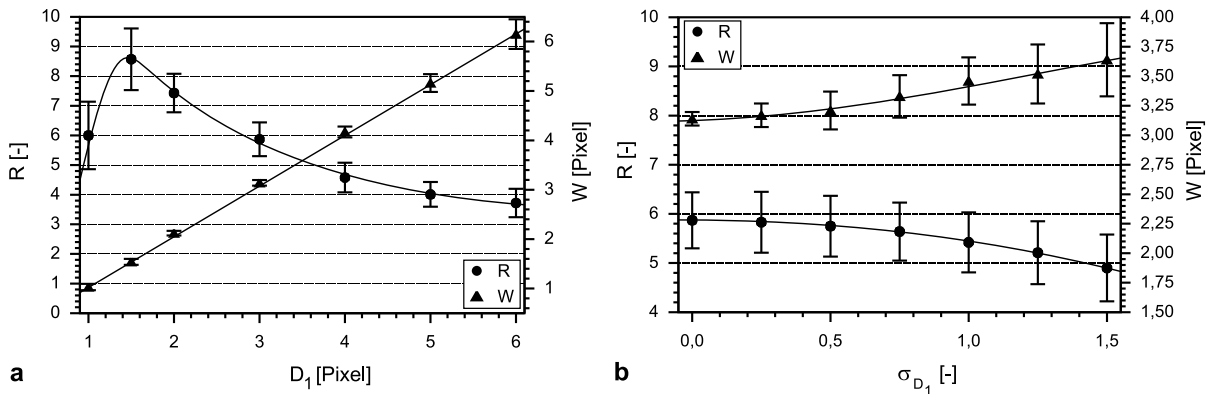 10
9
8
7
6
5
4
3
2
1
0
R [-]
6
5
4
3
2
1
W [Pixel]
R
W
1 2 3 4 5 6
D1 [Pixel]
a
10
9
8
7
6
5
4
R [-]
4,00
3,75
3,50
3,25
3,00
2,75
2,50
2,25
2,00
1,75
1,50
W [Pixel]
R
W
0,0 0,5 1,0 1,5
σD1 [-]
b